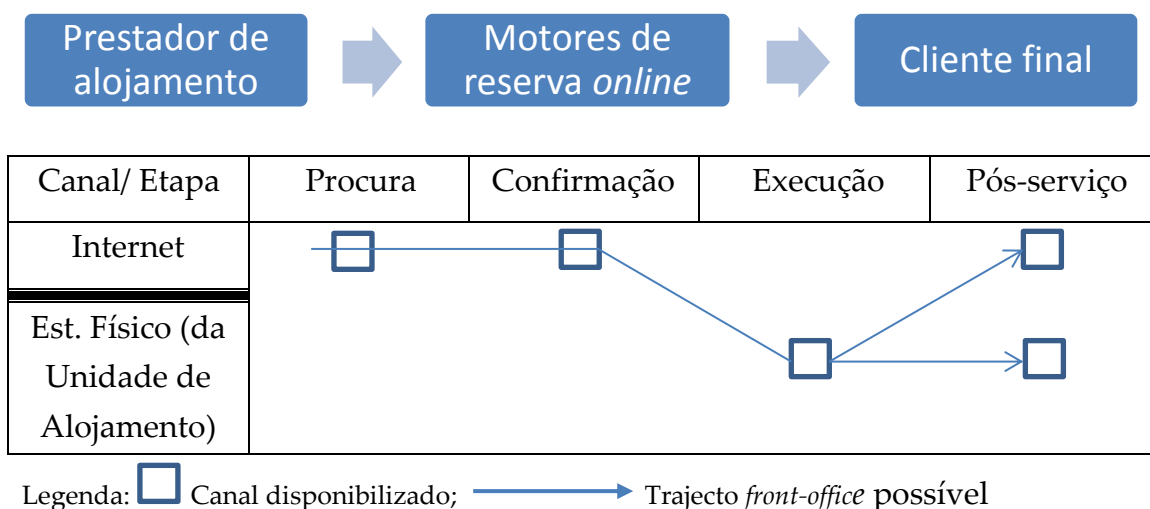 Prestador de
alojamento
Motores de
reserva online
Cliente final
Canal/ Etapa
Procura
Confirmação
Execução
Pós-serviço
Internet
Est. Físico (da
Unidade de
Alojamento)
Legenda: Canal disponibilizado; Trajecto front-office possível